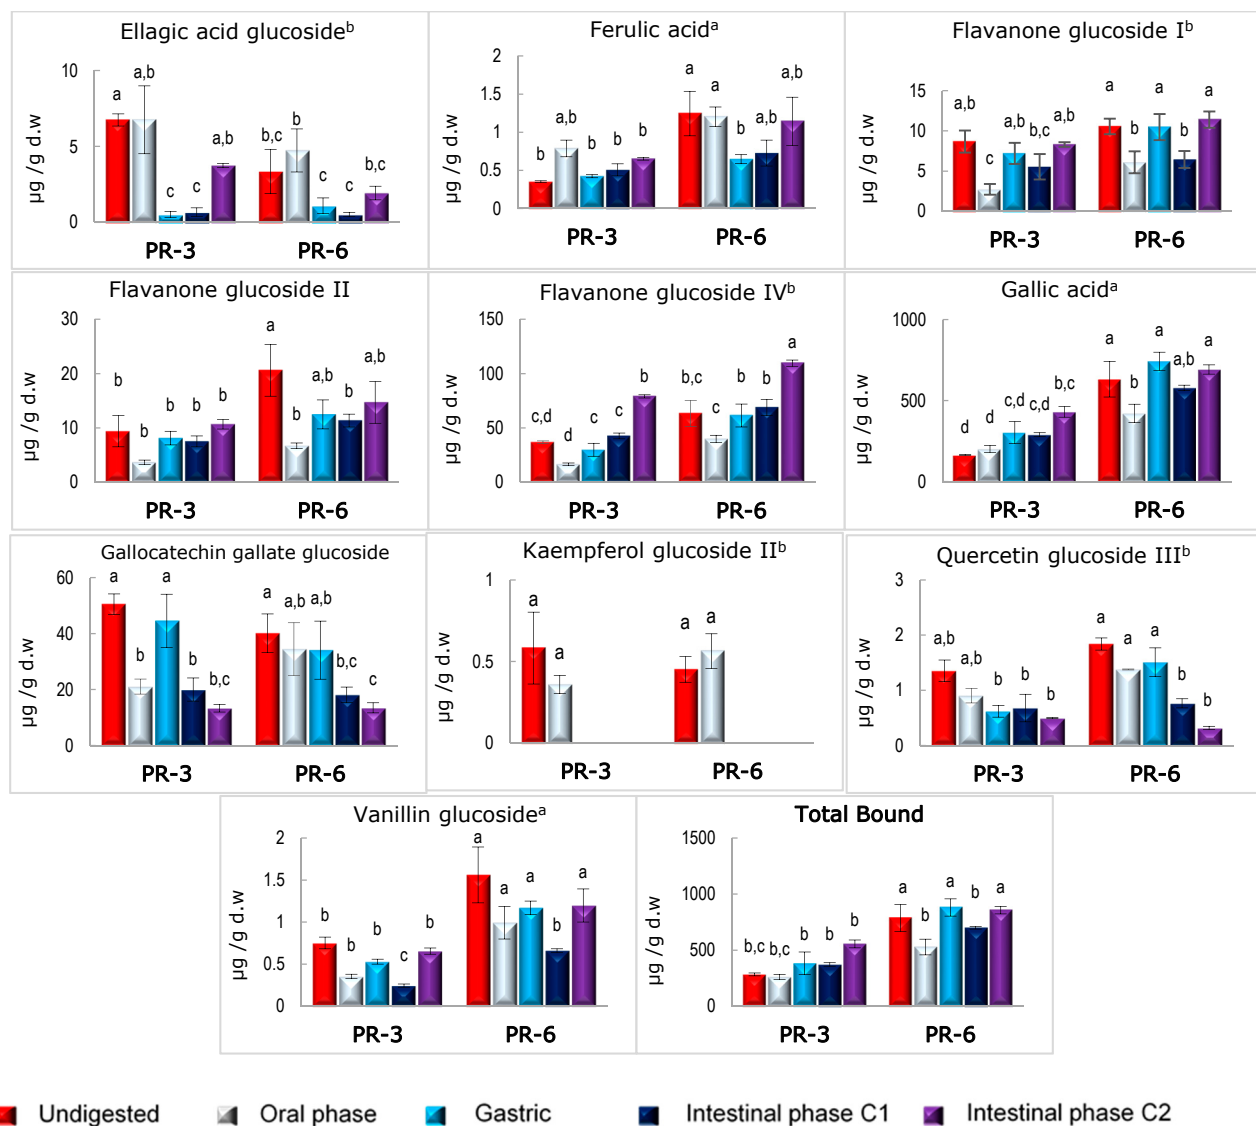 Ellagic acid glucosideᵇ
10
5
0
µg /g d.w
a
a,b
c
c
a,b
b,c
b
c
c
b,c
PR-3
PR-6
Ferulic acidᵃ
2
1.5
1
0.5
0
µg /g d.w
b
a,b
b
b
b
a
a
b
a,b
a,b
PR-3
PR-6
Flavanone glucoside Iᵇ
15
10
5
0
µg /g d.w
a,b
c
a,b
b,c
a,b
a
b
a
b
a
PR-3
PR-6
Flavanone glucoside II
30
20
10
0
µg /g d.w
b
b
b
b
b
a
b
a,b
b
a,b
PR-3
PR-6
Flavanone glucoside IVᵇ
150
100
50
0
µg /g d.w
c,d
d
c
c
b
b,c
c
b
b
a
PR-3
PR-6
Gallic acidᵃ
1000
500
0
µg /g d.w
d
d
c,d
c,d
b,c
a
b
a
a,b
a
PR-3
PR-6
Gallocatechin gallate glucoside
60
40
20
0
µg /g d.w
a
b
a
b
b,c
a
a,b
a,b
b,c
c
PR-3
PR-6
Kaempferol glucoside IIᵇ
1
0.5
0
µg /g d.w
a
a
a
a
PR-3
PR-6
Quercetin glucoside IIIᵇ
3
2
1
0
µg /g d.w
a,b
a,b
b
b
b
a
a
a
b
b
PR-3
PR-6
Vanillin glucosideᵃ
2
1.5
1
0.5
0
µg /g d.w
b
b
b
c
b
a
a
a
b
a
PR-3
PR-6
Total Bound
1500
1000
500
0
µg /g d.w
b,c
b,c
b
b
b
a
b
a
b
a
PR-3
PR-6
Undigested
Oral phase
Gastric
Intestinal phase C1
Intestinal phase C2